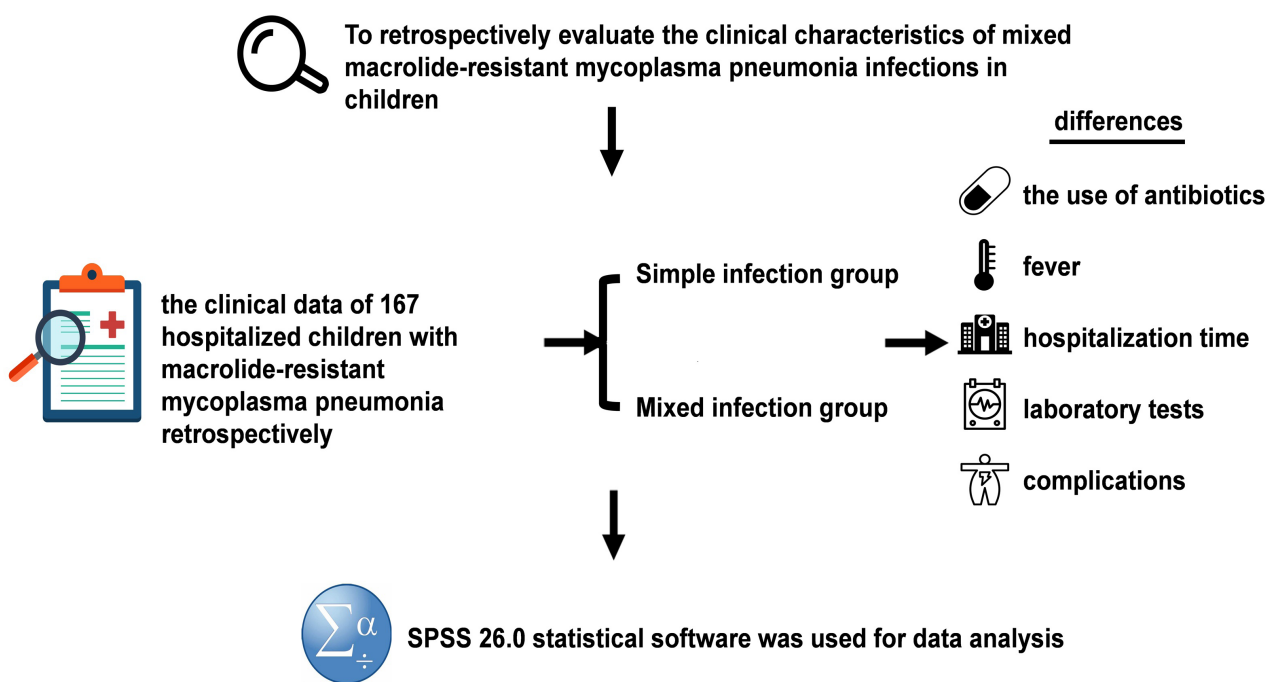 To retrospectively evaluate the clinical characteristics of mixed
macrolide-resistant mycoplasma pneumonia infections in
children
differences
the use of antibiotics
fever
hospitalization time
laboratory tests
complications
the clinical data of 167
hospitalized children with
macrolide-resistant
mycoplasma pneumonia
retrospectively
Simple infection group
Mixed infection group
Σ α ÷
SPSS 26.0 statistical software was used for data analysis